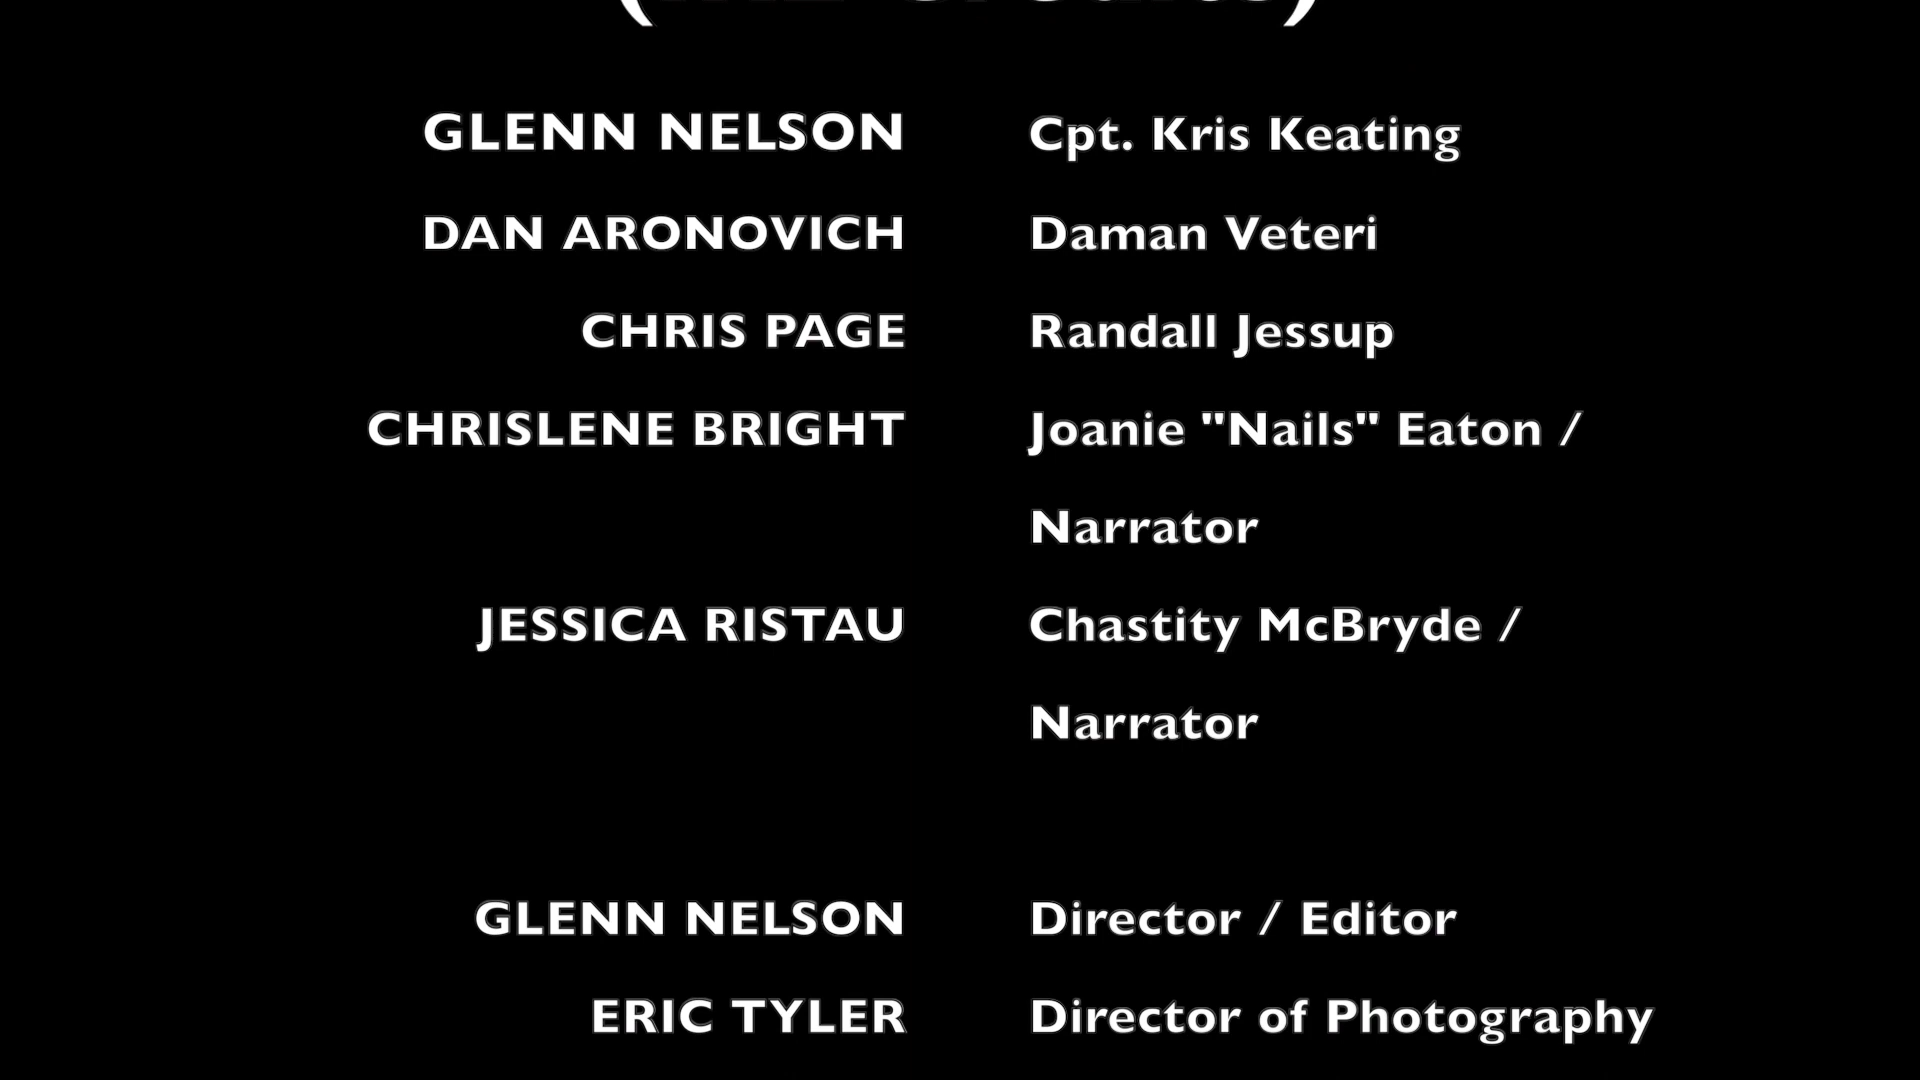 GLENN NELSON Cpt. Kris Keating
DAN ARONOVICH Daman Veteri
CHRIS PAGE Randall Jessup
CHRISLENE BRIGHT Joanie "Nails" Eaton /
Narrator
JESSICA RISTAU Chastity McBryde /
Narrator
GLENN NELSON Director / Editor
ERIC TYLER Director of Photography